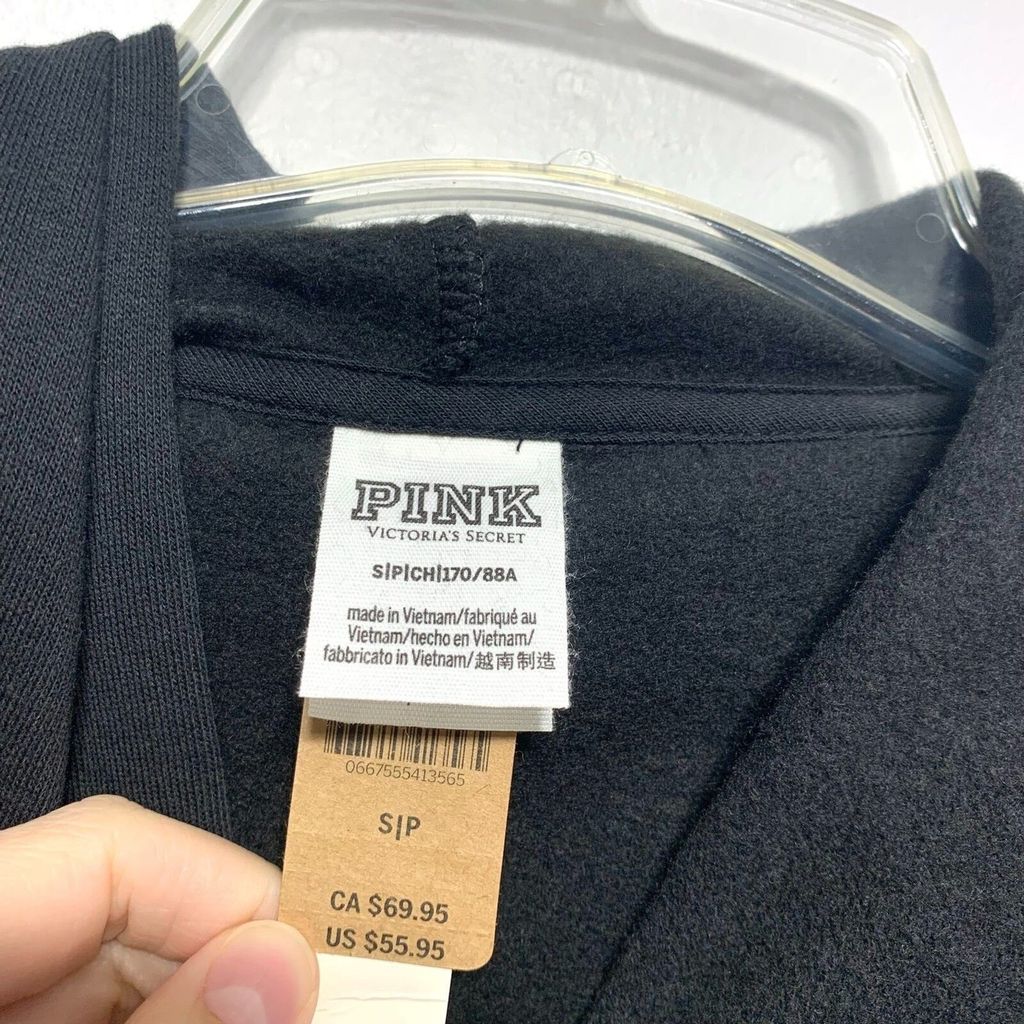 PINK
VICTORIA'S SECRET
S|P|CH|170/88A
made in Vietnam/fabriqué au
Vietnam/hecho en Vietnam/
fabbricato in Vietnam/越南制造
0667555413565
S|P
CA $69.95
US $55.95